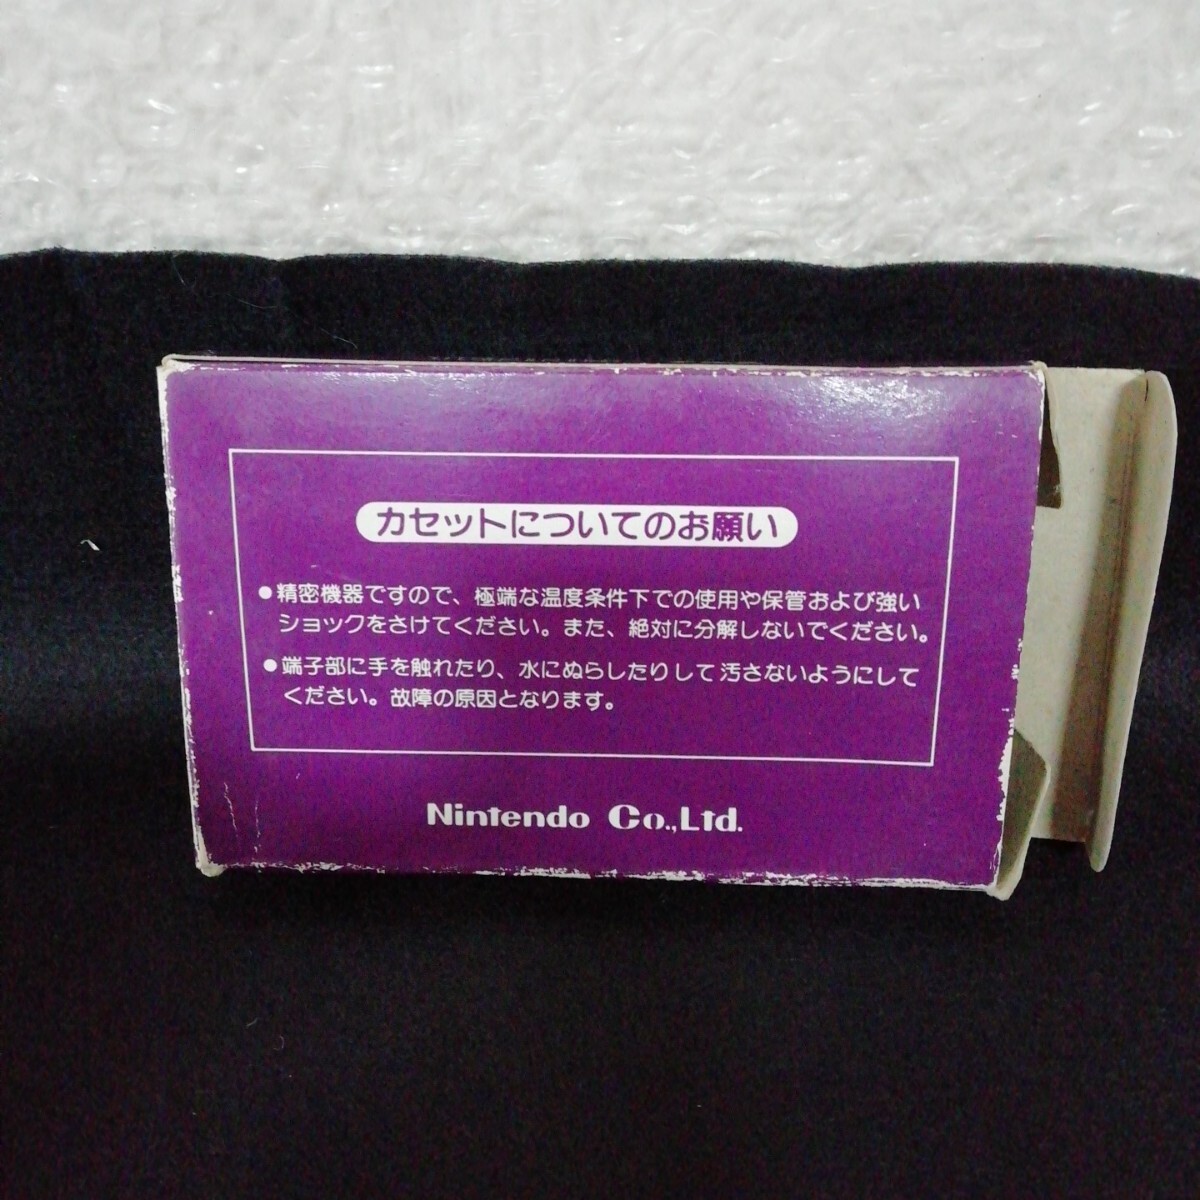 カセットについてのお願い
●精密機器ですので、極端な温度条件下での使用や保管および強い
ショックをさけてください。また、絶対に分解しないでください。
●端子部に手を触れたり、水にぬらしたりして汚さないようにして
ください。故障の原因となります。
Nintendo Co.,Ltd.